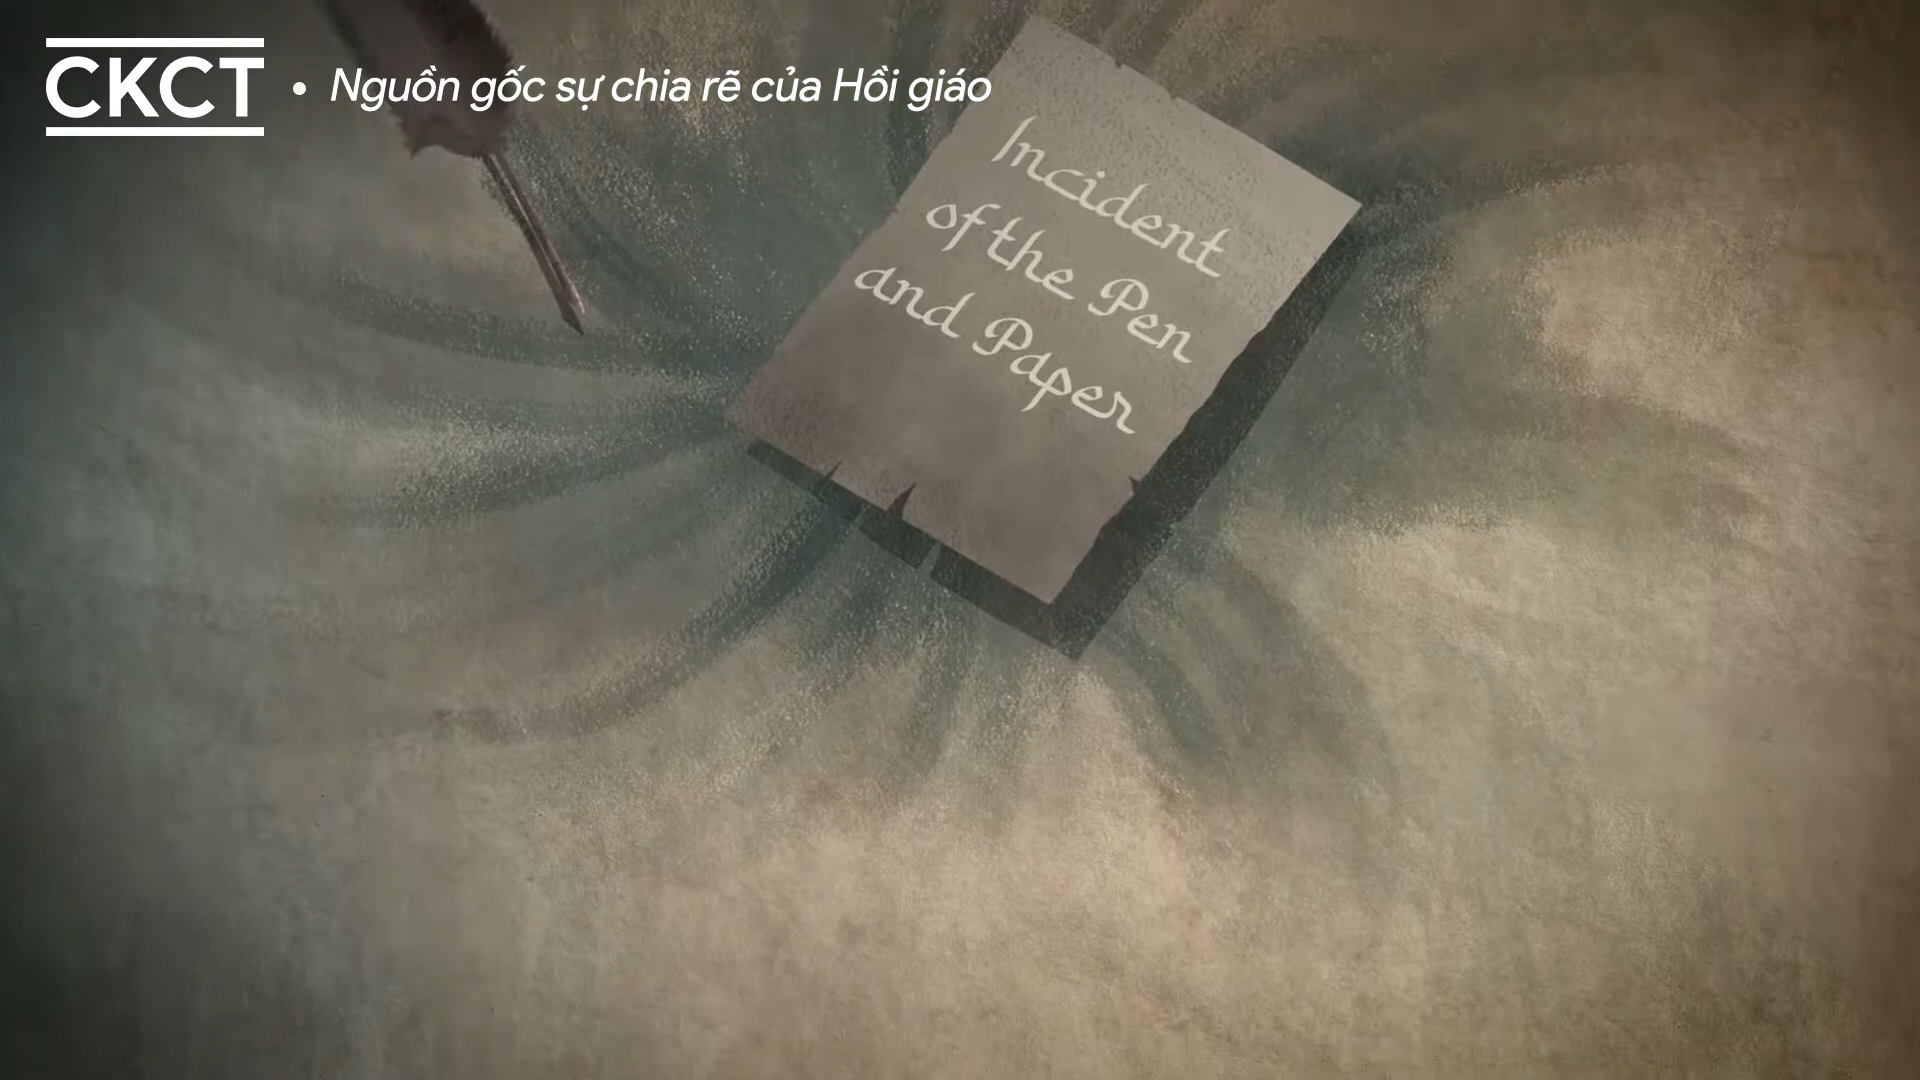 CKCT • Nguồn gốc sự chia rẽ của Hồi giáo
Incident
of the Pen
and Paper